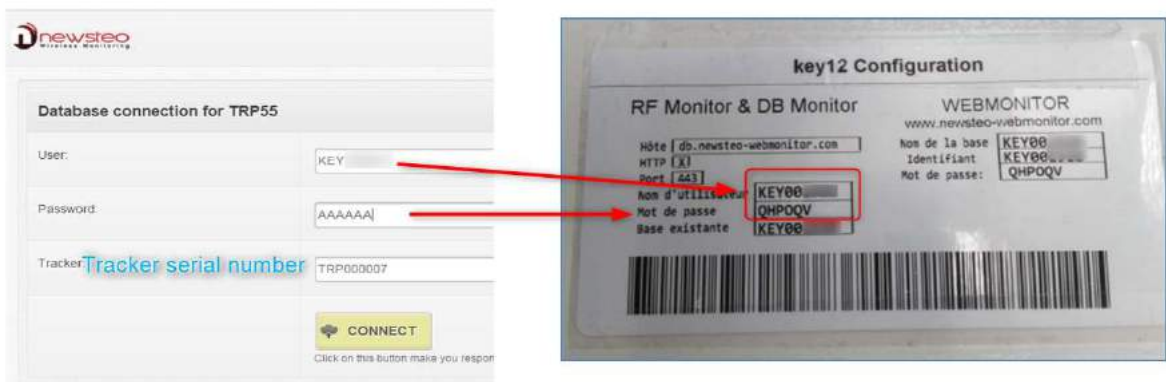 newsteo
Wireless Monitoring
Database connection for TRP55
User:
KEY
Password:
AAAAAA
Tracker
Tracker serial number
TRP000007
CONNECT
Click on this button make you respon
key12 Configuration
RF Monitor & DB Monitor
Hôte db.newsteo-webmonitor.com
HTTP [X]
Port 443
Nom d'utilisateur KEY00
Mot de passe QHPOQV
Base existante KEY00
WEBMONITOR
www.newsteo-webmonitor.com
Nom de la base KEY00
Identifiant KEY00
Mot de passe: QHPOQV